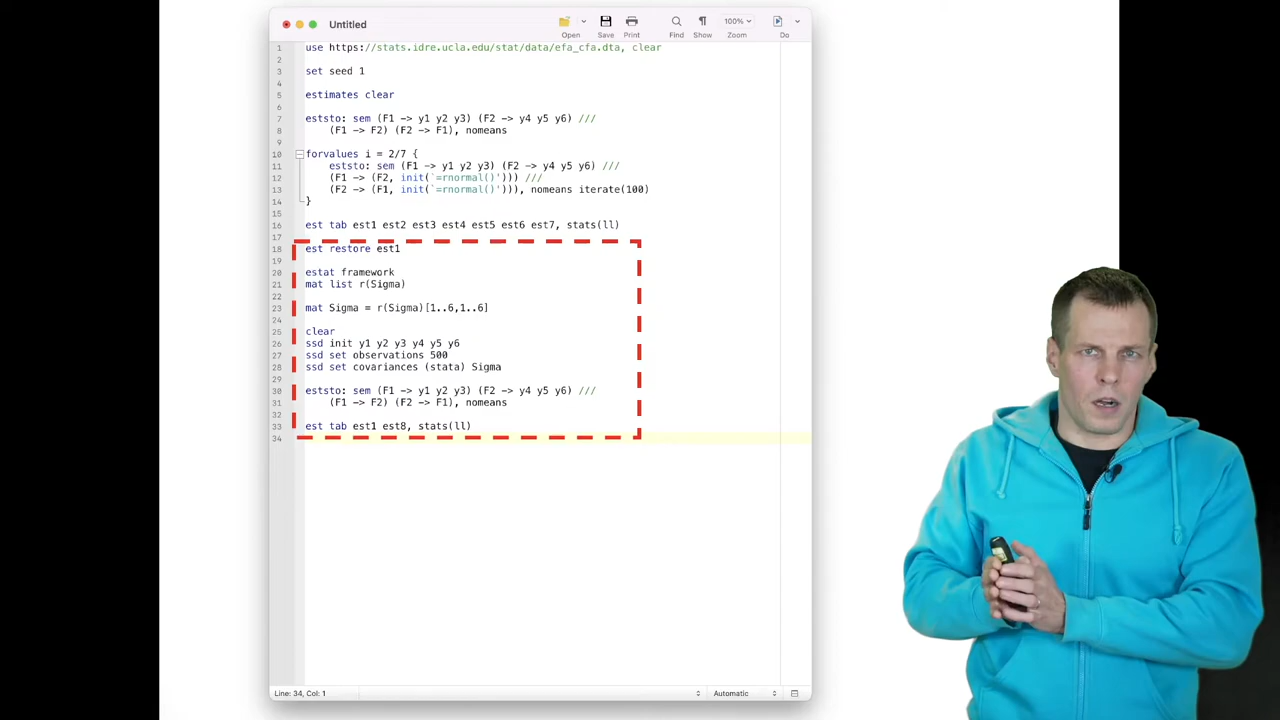 Untitled
Open
Save
Print
Find
Show
100%
Zoom
Do
1 use https://stats.idre.ucla.edu/stat/data/efa_cfa.dta, clear
2
3 set seed 1
4
5 estimates clear
6
7 eststo: sem (F1 -> y1 y2 y3) (F2 -> y4 y5 y6) ///
8 (F1 -> F2) (F2 -> F1), nomeans
9
10 forvalues i = 2/7 {
11 eststo: sem (F1 -> y1 y2 y3) (F2 -> y4 y5 y6) ///
12 (F1 -> (F2, init(`=rnormal()'))) ///
13 (F2 -> (F1, init(`=rnormal()'))), nomeans iterate(100)
14 }
15
16 est tab est1 est2 est3 est4 est5 est6 est7, stats(ll)
17
18 est restore est1
19
20 estat framework
21 mat list r(Sigma)
22
23 mat Sigma = r(Sigma)[1..6,1..6]
24
25 clear
26 ssd init y1 y2 y3 y4 y5 y6
27 ssd set observations 500
28 ssd set covariances (stata) Sigma
29
30 eststo: sem (F1 -> y1 y2 y3) (F2 -> y4 y5 y6) ///
31 (F1 -> F2) (F2 -> F1), nomeans
32
33 est tab est1 est8, stats(ll)
34
Line: 34, Col: 1
Automatic